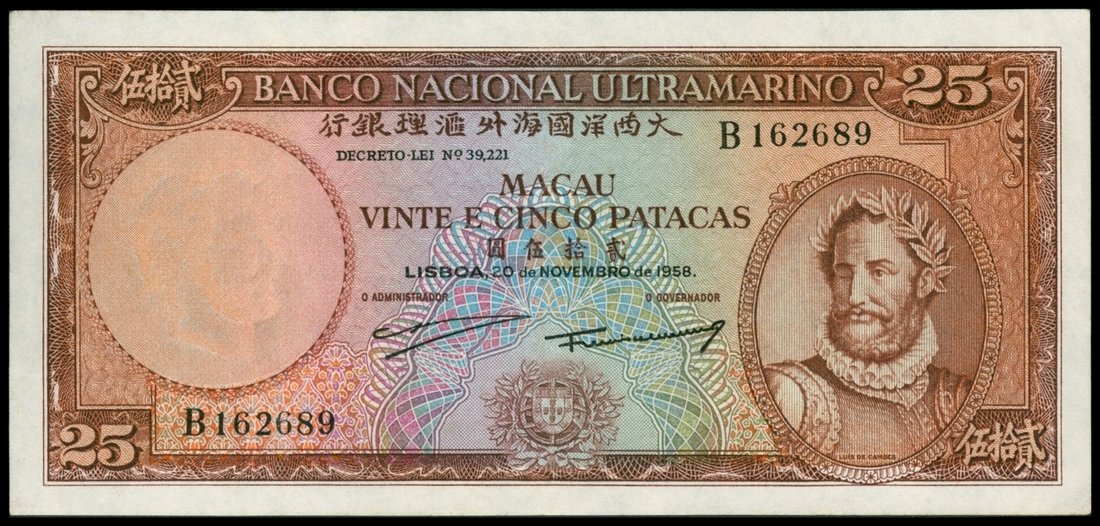 貳拾伍
BANCO NACIONAL ULTRAMARINO
25
大西洋國海外滙理銀行
B 162689
DECRETO-LEI Nº 39,221
MACAU
VINTE E CINCO PATACAS
貳拾伍圓
LISBOA, 20 de NOVEMBRO de 1958.
O ADMINISTRADOR
O GOVERNADOR
B 162689
25
LUIS DE CAMÕES
貳拾伍